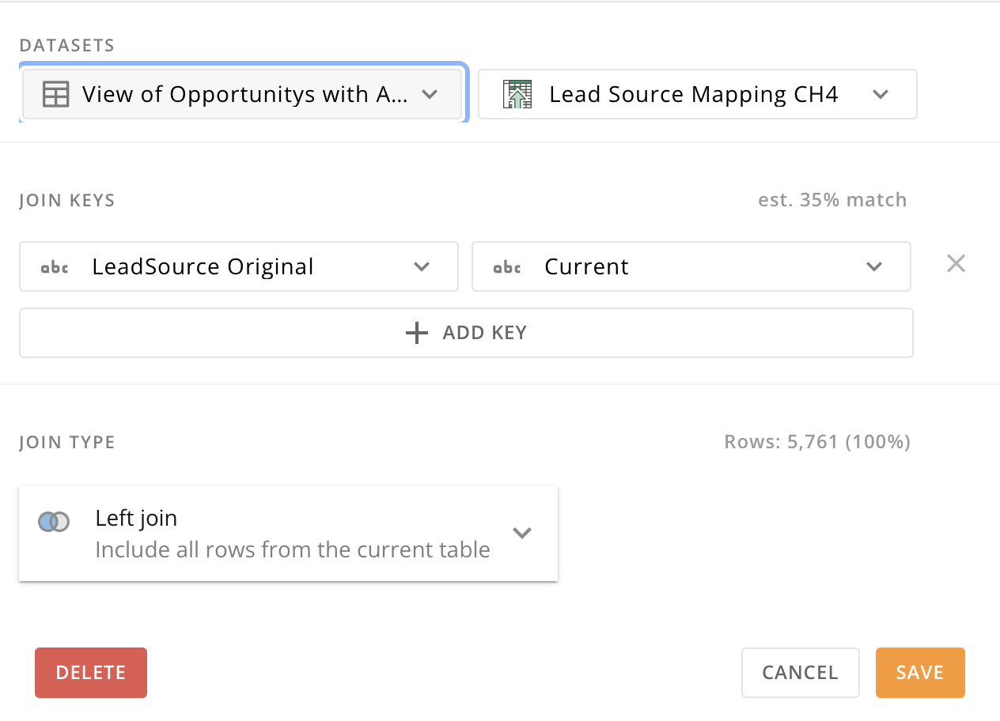 DATASETS
View of Opportunitys with A...
Lead Source Mapping CH4
JOIN KEYS
est. 35% match
abc LeadSource Original
abc Current
ADD KEY
JOIN TYPE
Rows: 5,761 (100%)
Left join
Include all rows from the current table
DELETE
CANCEL
SAVE